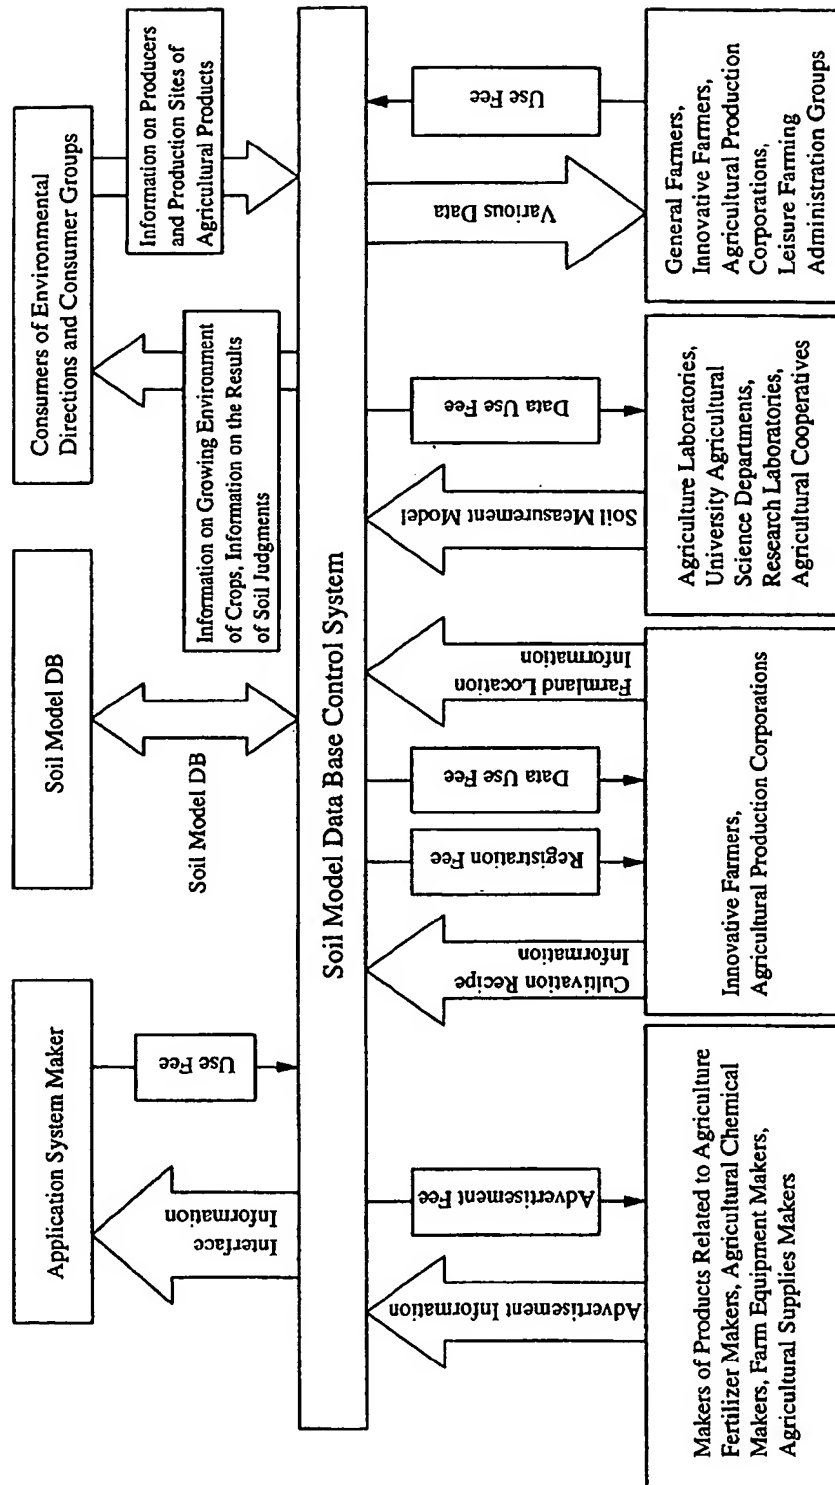 Application System Maker
Soil Model DB
Consumers of Environmental
Directions and Consumer Groups
Interface
Information
Use Fee
Soil Model DB
Information on Growing Environment
of Crops, Information on the Results
of Soil Judgments
Information on Producers
and Production Sites of
Agricultural Products
Soil Model Data Base Control System
Advertisement Information
Advertisement Fee
Cultivation Recipe
Information
Registration Fee
Data Use Fee
Farmland Location
Information
Soil Measurement Model
Data Use Fee
Various Data
Use Fee
Makers of Products Related to Agriculture
Fertilizer Makers, Agricultural Chemical
Makers, Farm Equipment Makers,
Agricultural Supplies Makers
Innovative Farmers,
Agricultural Production Corporations
Agriculture Laboratories,
University Agricultural
Science Departments,
Research Laboratories,
Agricultural Cooperatives
General Farmers,
Innovative Farmers,
Agricultural Production
Corporations,
Leisure Farming
Administration Groups